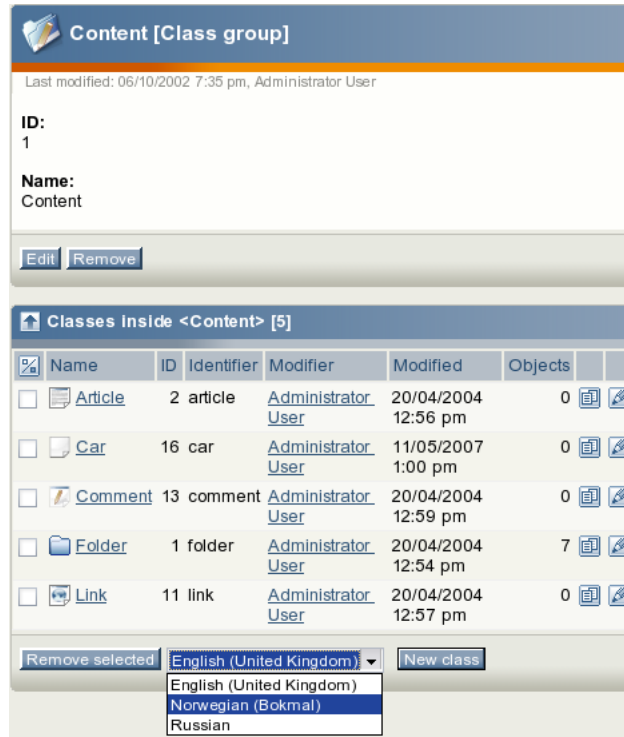 Content [Class group]
Last modified: 06/10/2002 7:35 pm, Administrator User
ID:
1
Name:
Content
Edit Remove
Classes inside <Content> [5]
Name ID Identifier Modifier Modified Objects
Article 2 article Administrator User 20/04/2004 12:56 pm 0
Car 16 car Administrator User 11/05/2007 1:00 pm 0
Comment 13 comment Administrator User 20/04/2004 12:59 pm 0
Folder 1 folder Administrator User 20/04/2004 12:54 pm 7
Link 11 link Administrator User 20/04/2004 12:57 pm 0
Remove selected English (United Kingdom) New class
English (United Kingdom)
Norwegian (Bokmal)
Russian